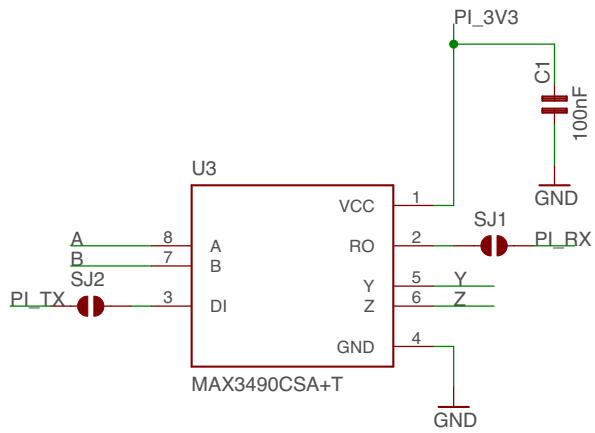 PI_3V3
C1
100nF
GND
U3
VCC 1
A 8 A
RO 2 SJ1 PI_RX
B 7 B
SJ2
Y 5 Y
PI_TX 3 DI
Z 6 Z
GND 4
MAX3490CSA+T
GND